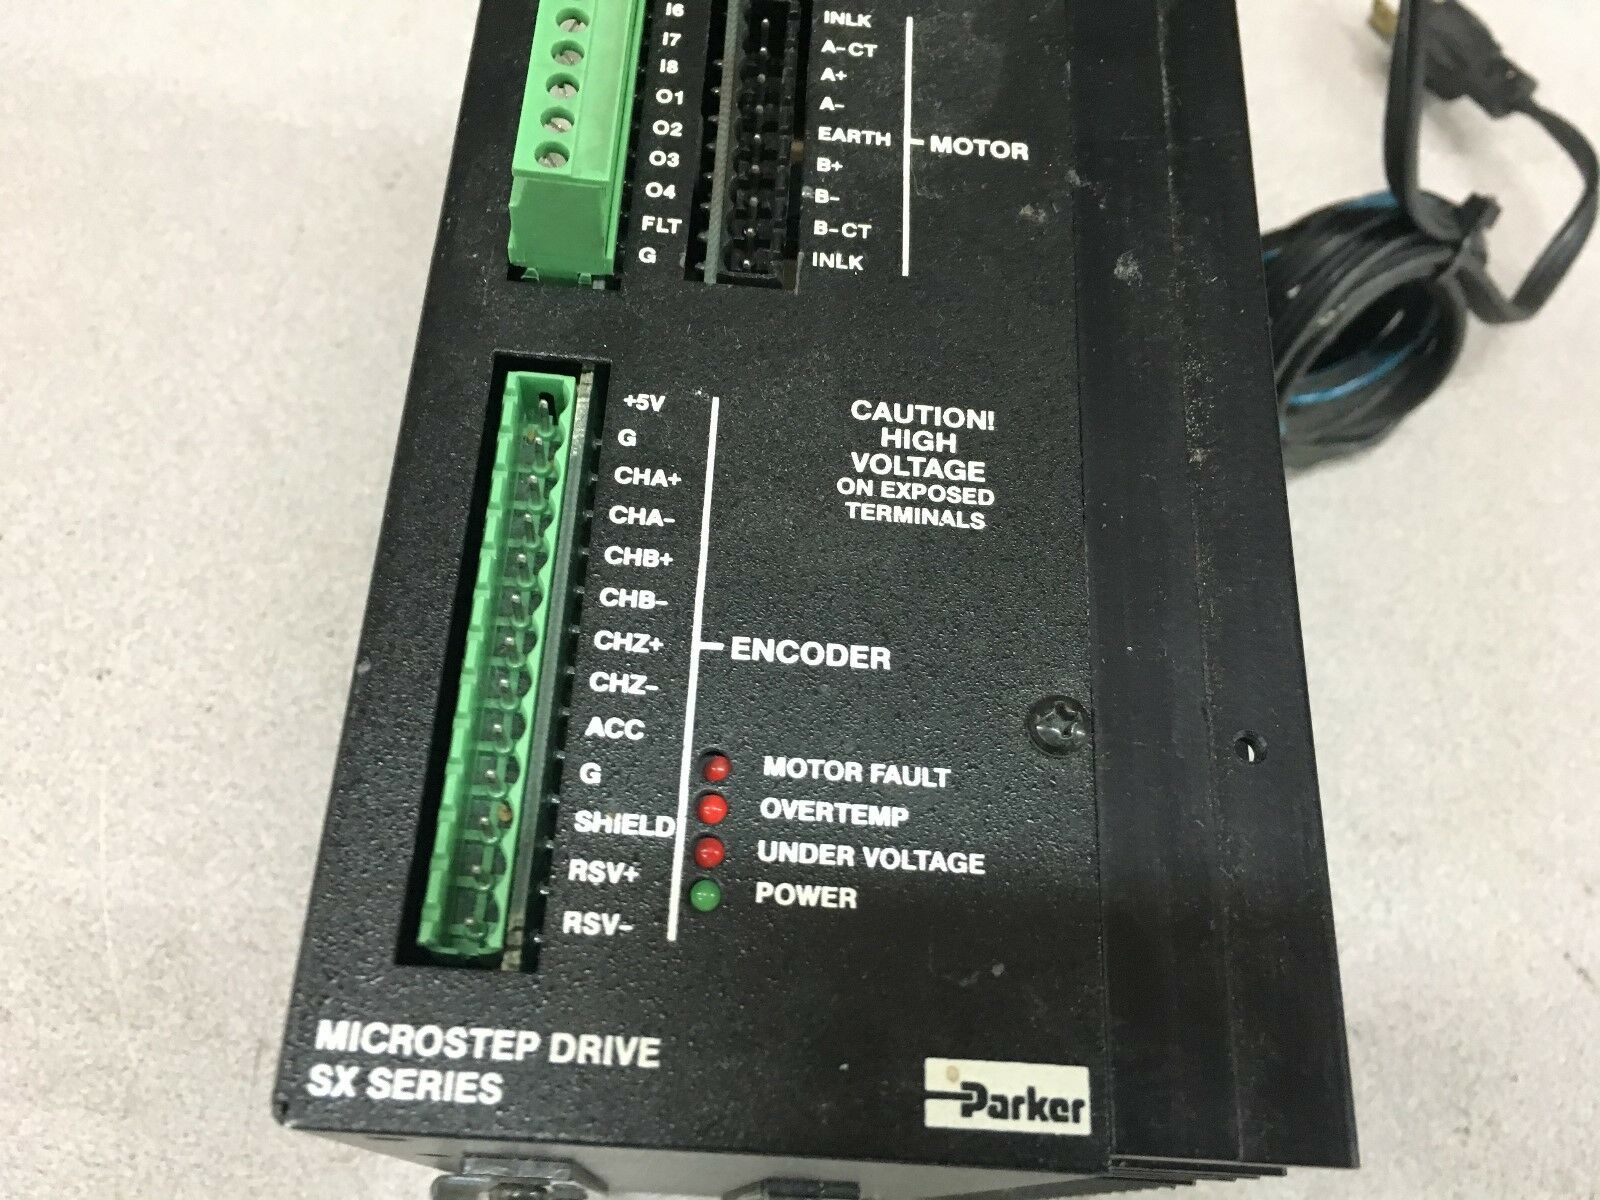 I6
I7
I8
O1
O2
O3
O4
FLT
G
INLK
A-CT
A+
A-
EARTH
B+
B-
B-CT
INLK
MOTOR
+5V
G
CHA+
CHA-
CHB+
CHB-
CHZ+
CHZ-
ACC
G
SHIELD
RSV+
RSV-
ENCODER
CAUTION!
HIGH
VOLTAGE
ON EXPOSED
TERMINALS
MOTOR FAULT
OVERTEMP
UNDER VOLTAGE
POWER
MICROSTEP DRIVE
SX SERIES
Parker